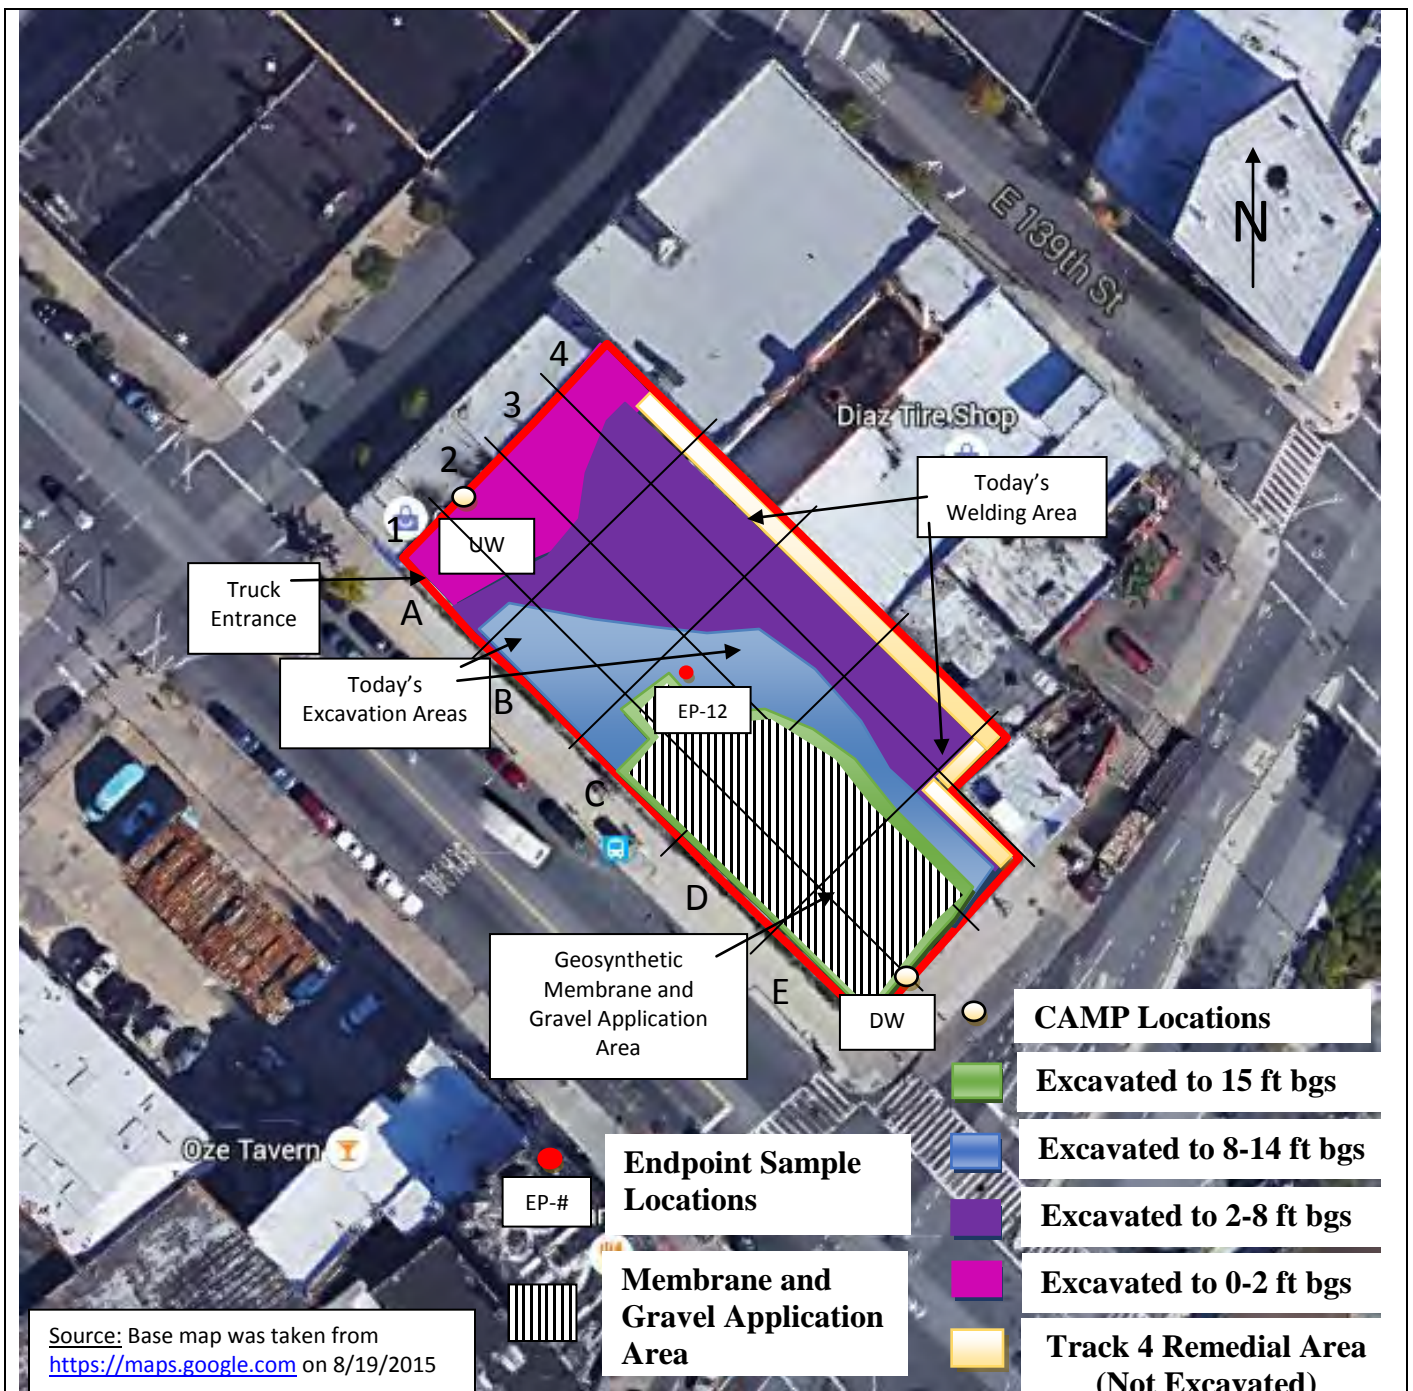 E 139th St
N
4
3
2
1
Diaz Tire Shop
Today's
Welding Area
UW
Truck
Entrance
A
Today's
Excavation Areas
B
EP-12
C
D
Geosynthetic
Membrane and
Gravel Application
Area
E
DW
CAMP Locations
Excavated to 15 ft bgs
Oze Tavern
Endpoint Sample
Locations
EP-#
Excavated to 8-14 ft bgs
Excavated to 2-8 ft bgs
Membrane and
Gravel Application
Area
Excavated to 0-2 ft bgs
Track 4 Remedial Area
(Not Excavated)
Source: Base map was taken from
https://maps.google.com on 8/19/2015